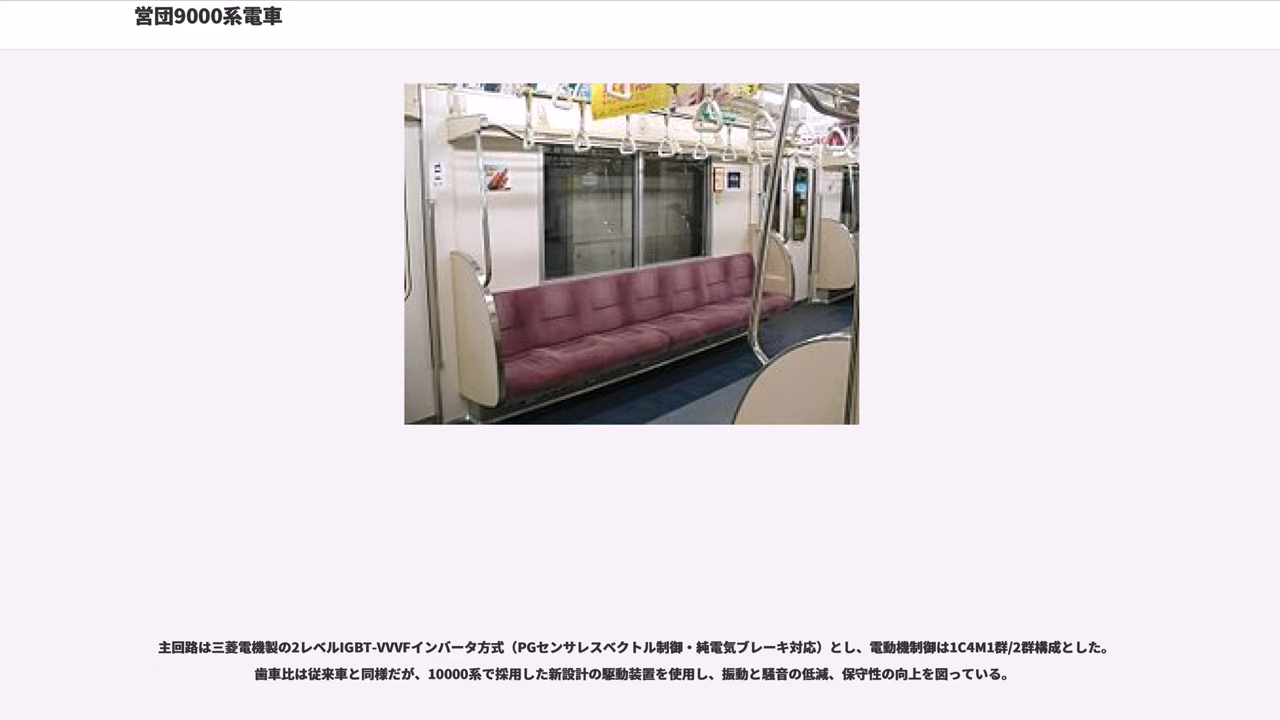 営団9000系電車
主回路は三菱電機製の2レベルIGBT-VVVFインバータ方式（PGセンサレスベクトル制御・純電気ブレーキ対応）とし、電動機制御は1C4M1群/2群構成とした。
歯車比は従来車と同様だが、10000系で採用した新設計の駆動装置を使用し、振動と騒音の低減、保守性の向上を図っている。